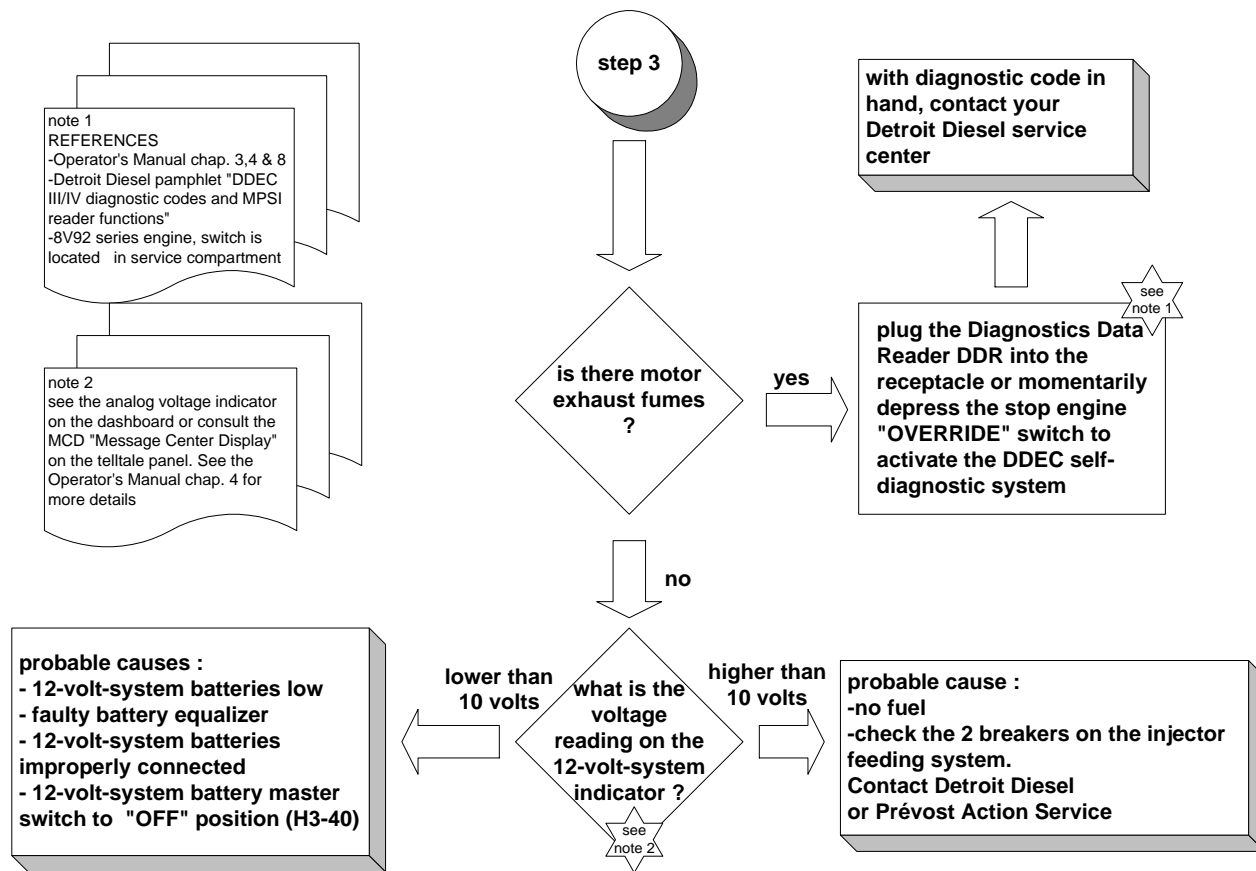 step 3
with diagnostic code in
hand, contact your
Detroit Diesel service
center
note 1
REFERENCES
-Operator's Manual chap. 3,4 & 8
-Detroit Diesel pamphlet "DDEC
III/IV diagnostic codes and MPSI
reader functions"
-8V92 series engine, switch is
located in service compartment
see
note 1
plug the Diagnostics Data
Reader DDR into the
receptacle or momentarily
depress the stop engine
"OVERRIDE" switch to
activate the DDEC self-
diagnostic system
is there motor
exhaust fumes
?
yes
note 2
see the analog voltage indicator
on the dashboard or consult the
MCD "Message Center Display"
on the telltale panel. See the
Operator's Manual chap. 4 for
more details
no
probable causes :
- 12-volt-system batteries low
- faulty battery equalizer
- 12-volt-system batteries
improperly connected
- 12-volt-system battery master
switch to "OFF" position (H3-40)
lower than
10 volts
what is the
voltage
reading on the
12-volt-system
indicator ?
see
note 2
higher than
10 volts
probable cause :
-no fuel
-check the 2 breakers on the injector
feeding system.
Contact Detroit Diesel
or Prévost Action Service